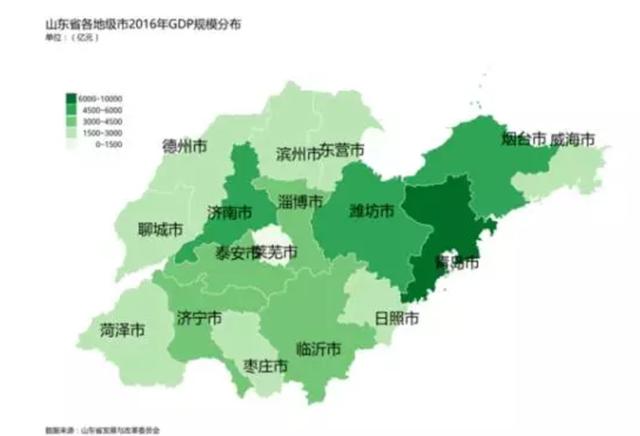 山东省各地级市2016年GDP规模分布
单位：（亿元）
6000-10000
4500-6000
3000-4500
1500-3000
0-1500
烟台市
威海市
德州市
滨州市
东营市
淄博市
潍坊市
济南市
聊城市
泰安市
莱芜市
青岛市
济宁市
日照市
菏泽市
临沂市
枣庄市
数据来源：山东省发展与改革委员会